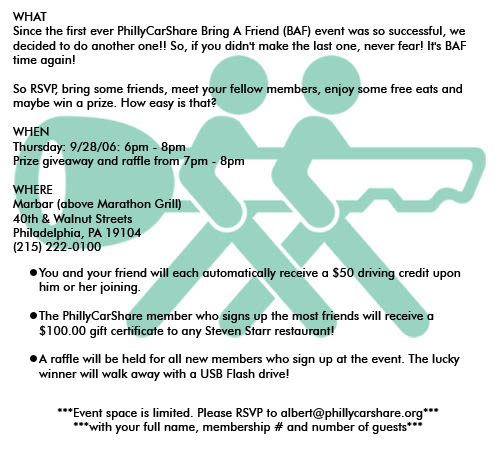 WHAT
Since the first ever PhillyCarShare Bring A Friend (BAF) event was so successful, we
decided to do another one!! So, if you didn't make the last one, never fear! It's BAF
time again!
So RSVP, bring some friends, meet your fellow members, enjoy some free eats and
maybe win a prize. How easy is that?
WHEN
Thursday: 9/28/06: 6pm - 8pm
Prize giveaway and raffle from 7pm - 8pm
WHERE
Marbar (above Marathon Grill)
40th & Walnut Streets
Philadelphia, PA 19104
(215) 222-0100
●You and your friend will each automatically receive a $50 driving credit upon
him or her joining.
●The PhillyCarShare member who signs up the most friends will receive a
$100.00 gift certificate to any Steven Starr restaurant!
●A raffle will be held for all new members who sign up at the event. The lucky
winner will walk away with a USB Flash drive!
***Event space is limited. Please RSVP to albert@phillycarshare.org***
***with your full name, membership # and number of guests***